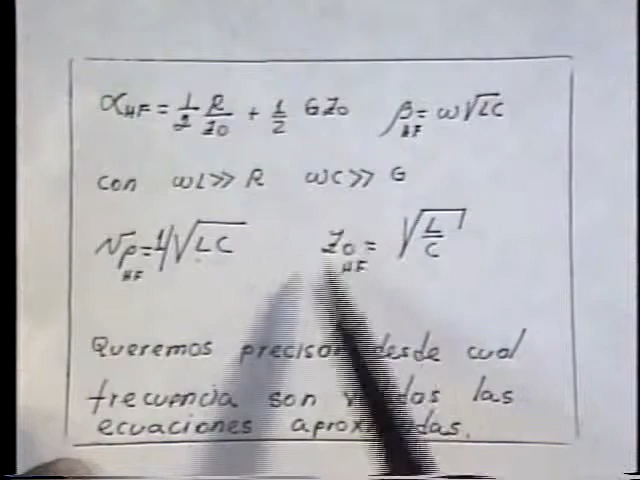 α_HF = 1/2 R/Z0 + 1/2 GZ0 β_HF = ω√LC
con ωL >> R ωC >> G
Vp_HF = 1/√LC Z0_HF = √L/C
Queremos precisar desde cual
frecuencia son las
ecuaciones